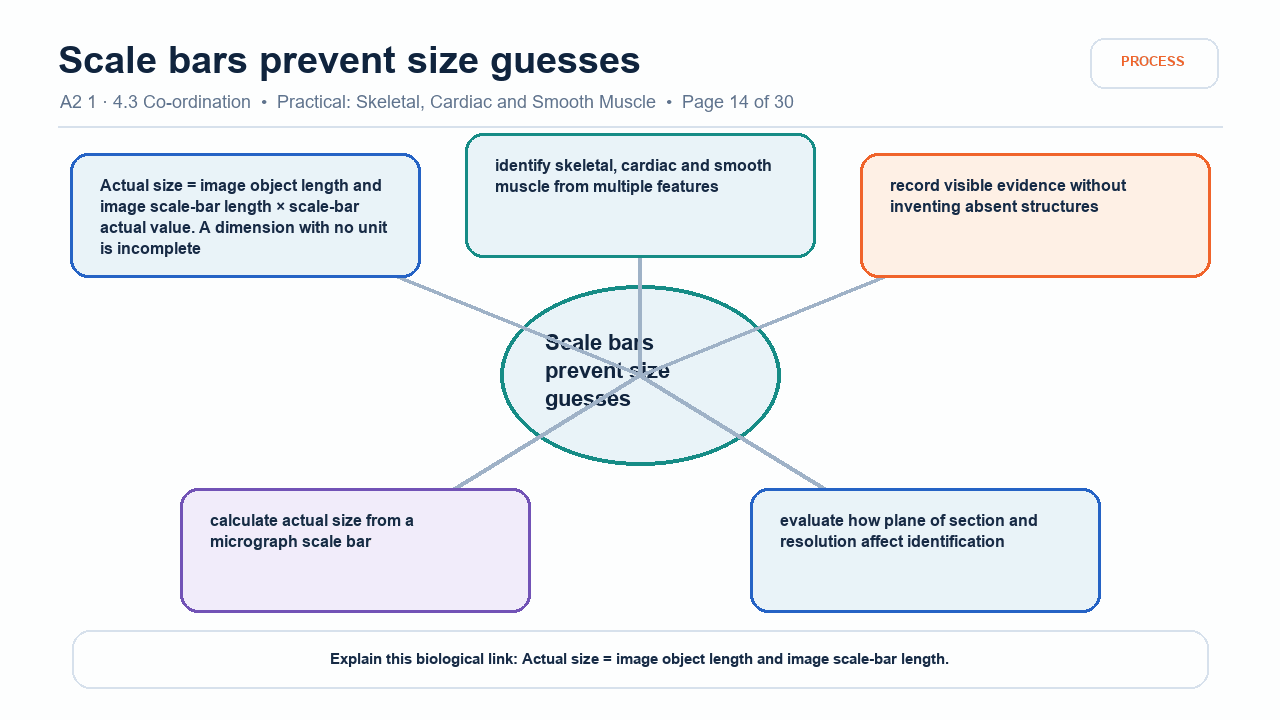 Scale bars prevent size guesses
PROCESS
A2 1 · 4.3 Co-ordination • Practical: Skeletal, Cardiac and Smooth Muscle • Page 14 of 30
Actual size = image object length and
image scale-bar length × scale-bar
actual value. A dimension with no unit
is incomplete
identify skeletal, cardiac and smooth
muscle from multiple features
record visible evidence without
inventing absent structures
Scale bars
prevent size
guesses
calculate actual size from a
micrograph scale bar
evaluate how plane of section and
resolution affect identification
Explain this biological link: Actual size = image object length and image scale-bar length.